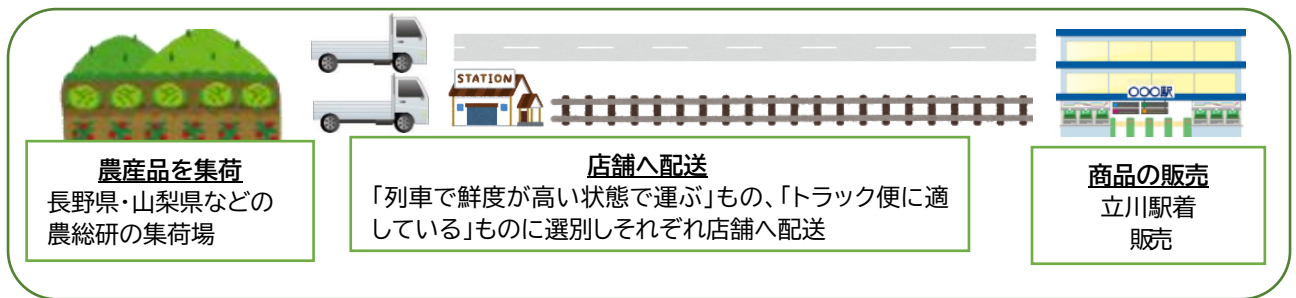 STATION
〇〇〇駅
農産品を集荷
長野県・山梨県などの
農総研の集荷場
店舗へ配送
「列車で鮮度が高い状態で運ぶ」もの、「トラック便に適
している」ものに選別しそれぞれ店舗へ配送
商品の販売
立川駅着
販売